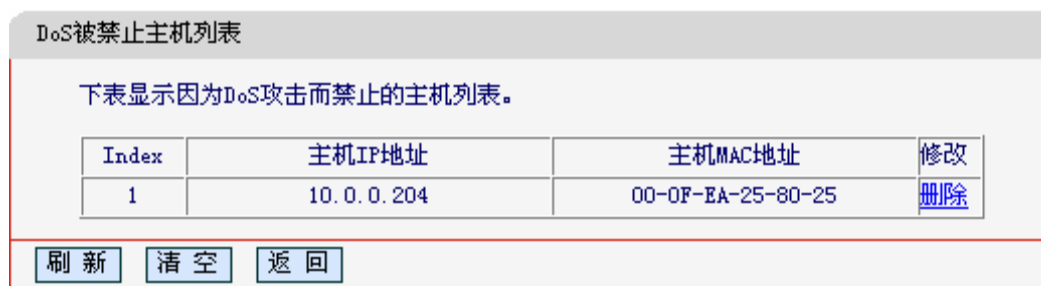 DoS被禁止主机列表
下表显示因为DoS攻击而禁止的主机列表。
Index 主机IP地址 主机MAC地址 修改
1 10.0.0.204 00-0F-EA-25-80-25 删除
刷 新 清 空 返 回